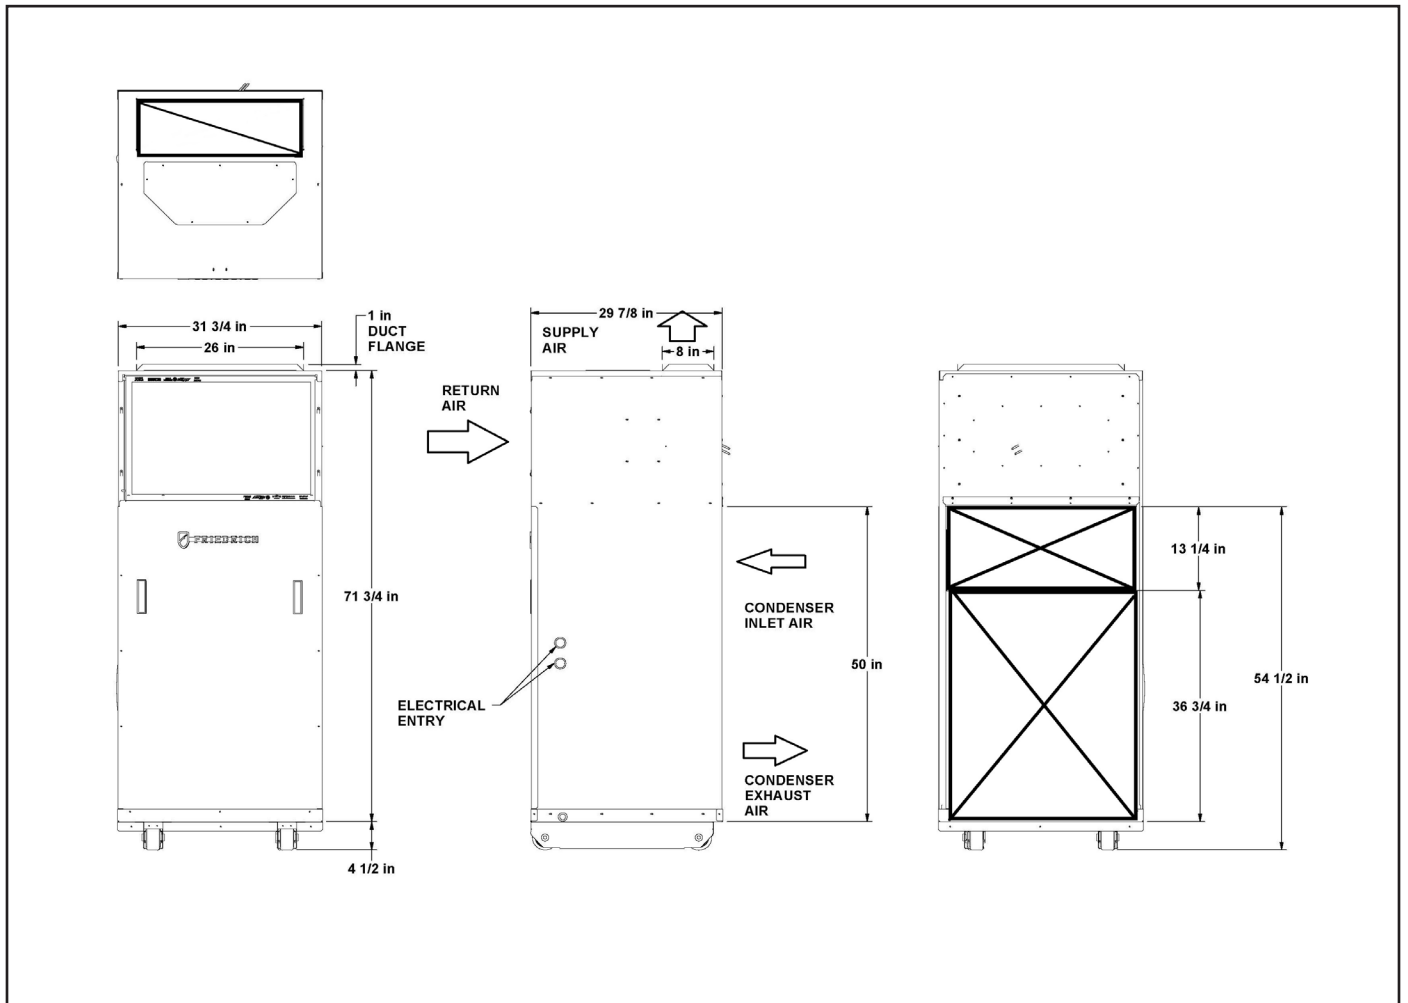 31 3/4 in
26 in
1 in
DUCT
FLANGE
29 7/8 in
SUPPLY
AIR
8 in
RETURN
AIR
FRIEDRICH
71 3/4 in
13 1/4 in
CONDENSER
INLET AIR
50 in
54 1/2 in
ELECTRICAL
ENTRY
36 3/4 in
CONDENSER
EXHAUST
AIR
4 1/2 in